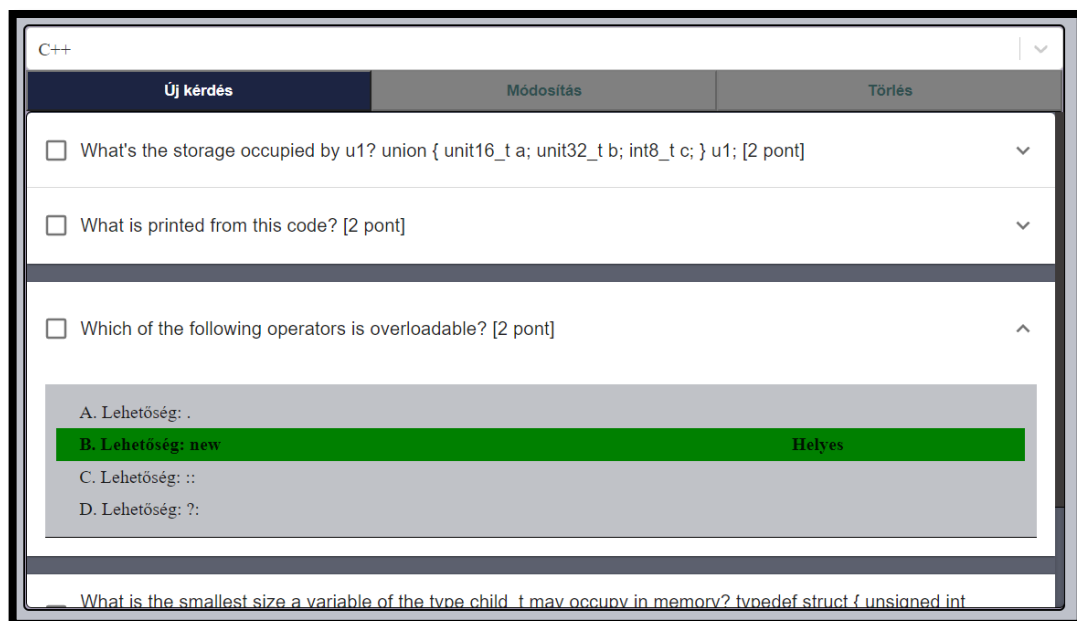 C++
Új kérdés
Módosítás
Törlés
What's the storage occupied by u1? union { unit16_t a; unit32_t b; int8_t c; } u1; [2 pont]
What is printed from this code? [2 pont]
Which of the following operators is overloadable? [2 pont]
A. Lehetőség: .
B. Lehetőség: new Helyes
C. Lehetőség: ::
D. Lehetőség: ?:
What is the smallest size a variable of the type child_t may occupy in memory? typedef struct { unsigned int